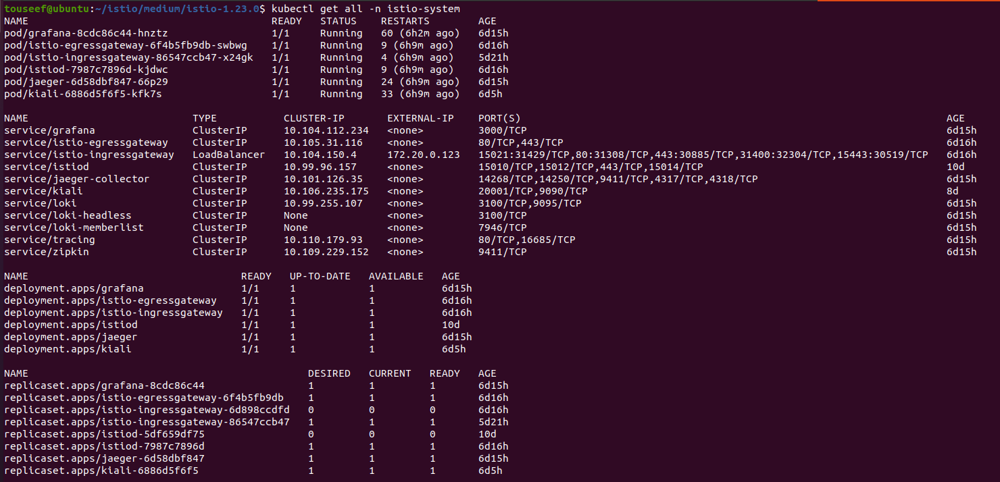 touseef@ubuntu:~/istio/medium/istio-1.23.0$ kubectl get all -n istio-system
NAME READY STATUS RESTARTS AGE
pod/grafana-8cdc86c44-hnztz 1/1 Running 60 (6h2m ago) 6d15h
pod/istio-egressgateway-6f4b5fb9db-swbwg 1/1 Running 9 (6h9m ago) 6d16h
pod/istio-ingressgateway-86547ccb47-x24gk 1/1 Running 4 (6h9m ago) 5d21h
pod/istiod-7987c7896d-kjdwc 1/1 Running 9 (6h9m ago) 6d16h
pod/jaeger-6d58dbf847-66p29 1/1 Running 24 (6h9m ago) 6d15h
pod/kiali-6886d5f6f5-kfk7s 1/1 Running 33 (6h9m ago) 6d5h
NAME TYPE CLUSTER-IP EXTERNAL-IP PORT(S) AGE
service/grafana ClusterIP 10.104.112.234 <none> 3000/TCP 6d15h
service/istio-egressgateway ClusterIP 10.105.31.116 <none> 80/TCP,443/TCP 6d16h
service/istio-ingressgateway LoadBalancer 10.104.150.4 172.20.0.123 15021:31429/TCP,80:31308/TCP,443:30885/TCP,31400:32304/TCP,15443:30519/TCP 6d16h
service/istiod ClusterIP 10.99.96.157 <none> 15010/TCP,15012/TCP,443/TCP,15014/TCP 10d
service/jaeger-collector ClusterIP 10.101.126.35 <none> 14268/TCP,14250/TCP,9411/TCP,4317/TCP,4318/TCP 6d15h
service/kiali ClusterIP 10.106.235.175 <none> 20001/TCP,9090/TCP 8d
service/loki ClusterIP 10.99.255.107 <none> 3100/TCP,9095/TCP 6d15h
service/loki-headless ClusterIP None <none> 3100/TCP 6d15h
service/loki-memberlist ClusterIP None <none> 7946/TCP 6d15h
service/tracing ClusterIP 10.110.179.93 <none> 80/TCP,16685/TCP 6d15h
service/zipkin ClusterIP 10.109.229.152 <none> 9411/TCP 6d15h
NAME READY UP-TO-DATE AVAILABLE AGE
deployment.apps/grafana 1/1 1 1 6d15h
deployment.apps/istio-egressgateway 1/1 1 1 6d16h
deployment.apps/istio-ingressgateway 1/1 1 1 6d16h
deployment.apps/istiod 1/1 1 1 10d
deployment.apps/jaeger 1/1 1 1 6d15h
deployment.apps/kiali 1/1 1 1 6d5h
NAME DESIRED CURRENT READY AGE
replicaset.apps/grafana-8cdc86c44 1 1 1 6d15h
replicaset.apps/istio-egressgateway-6f4b5fb9db 1 1 1 6d16h
replicaset.apps/istio-ingressgateway-6d898ccdfd 0 0 0 6d16h
replicaset.apps/istio-ingressgateway-86547ccb47 1 1 1 5d21h
replicaset.apps/istiod-5df659df75 0 0 0 10d
replicaset.apps/istiod-7987c7896d 1 1 1 6d16h
replicaset.apps/jaeger-6d58dbf847 1 1 1 6d15h
replicaset.apps/kiali-6886d5f6f5 1 1 1 6d5h